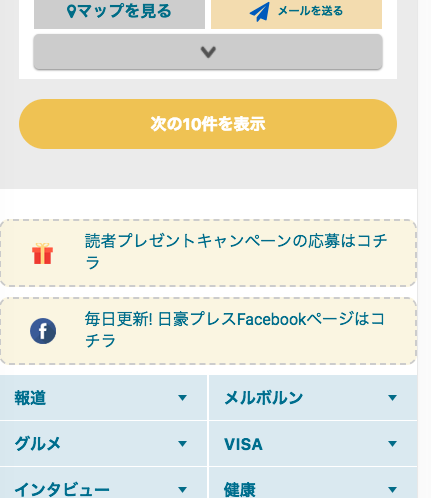 マップを見る
メールを送る
次の10件を表示
読者プレゼントキャンペーンの応募はコチ
ラ
毎日更新! 日豪プレスFacebookページはコ
チラ
報道
メルボルン
グルメ
VISA
インタビュー
健康